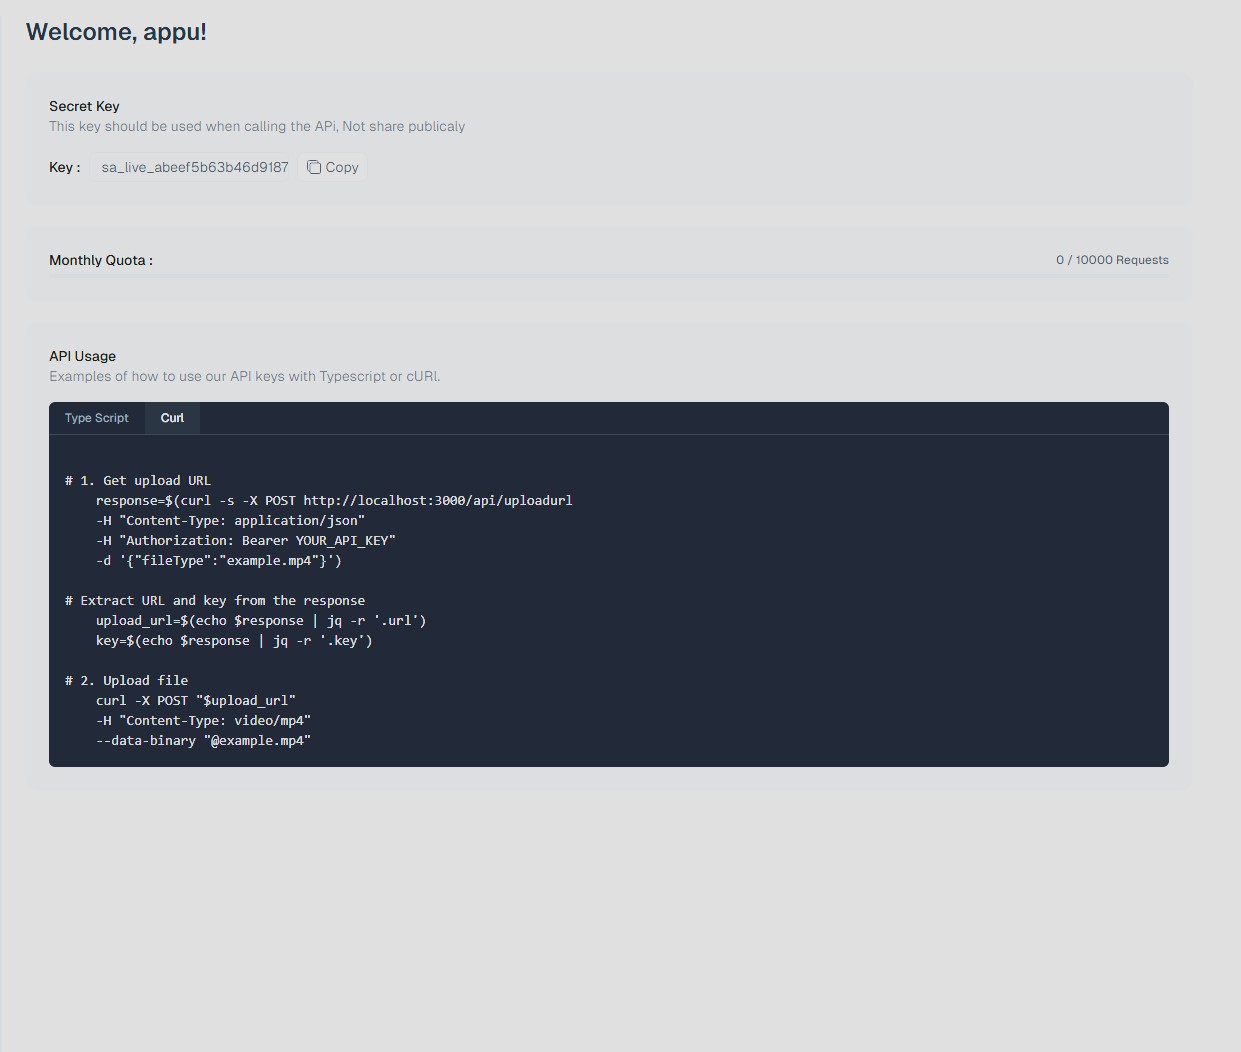 Welcome, appu!
Secret Key
This key should be used when calling the APi, Not share publicaly
Key : sa_live_abeef5b63b46d9187 Copy
Monthly Quota : 0 / 10000 Requests
API Usage
Examples of how to use our API keys with Typescript or cURl.
Type Script Curl
# 1. Get upload URL
response=$(curl -s -X POST http://localhost:3000/api/uploadurl
-H "Content-Type: application/json"
-H "Authorization: Bearer YOUR_API_KEY"
-d '{"fileType":"example.mp4"}')
# Extract URL and key from the response
upload_url=$(echo $response | jq -r '.url')
key=$(echo $response | jq -r '.key')
# 2. Upload file
curl -X POST "$upload_url"
-H "Content-Type: video/mp4"
--data-binary "@example.mp4"